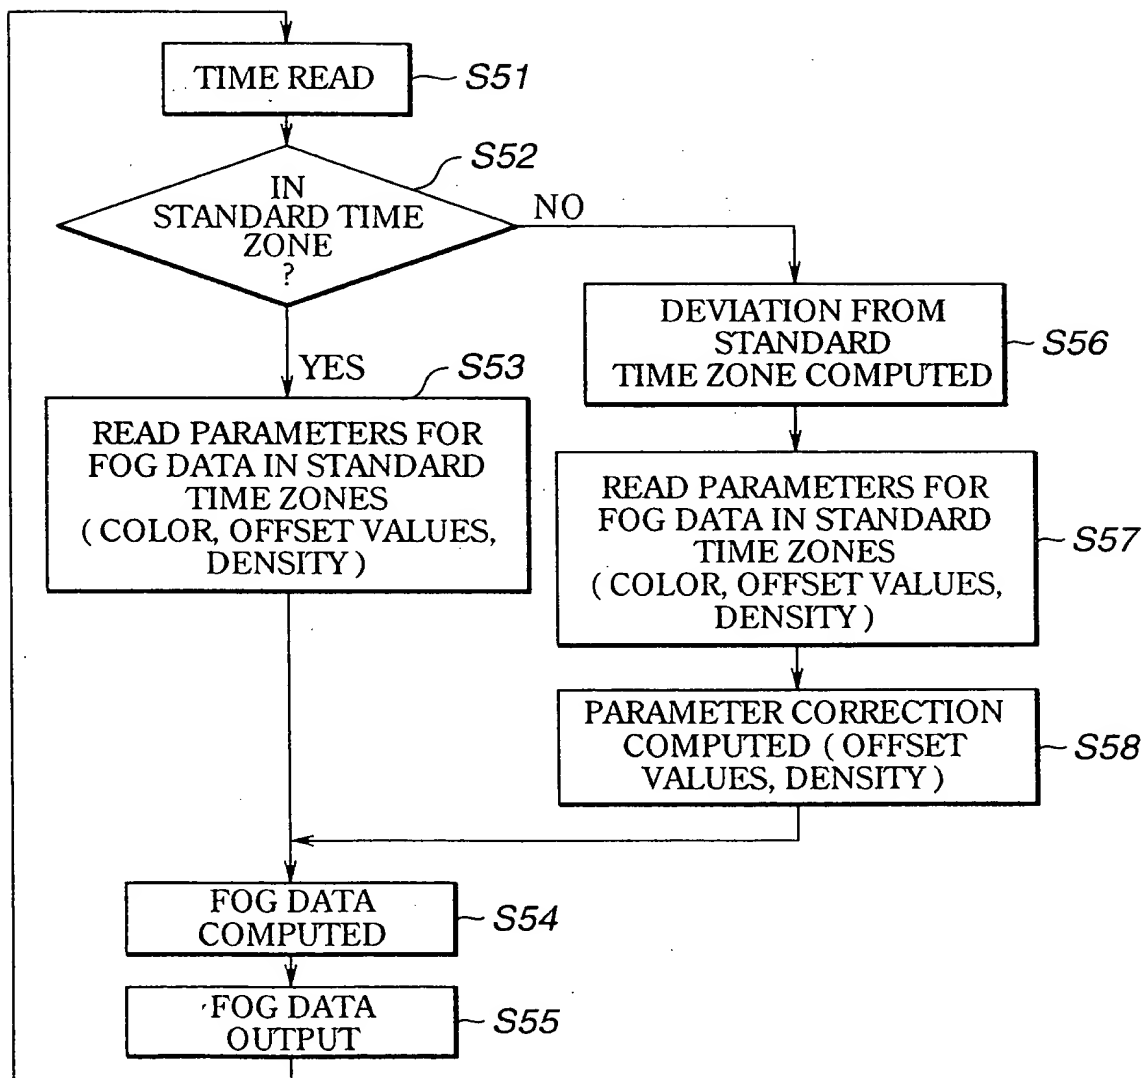 TIME READ
S51
S52
IN
STANDARD TIME
ZONE
?
NO
YES
DEVIATION FROM
STANDARD
TIME ZONE COMPUTED
S56
S53
READ PARAMETERS FOR
FOG DATA IN STANDARD
TIME ZONES
( COLOR, OFFSET VALUES,
DENSITY )
READ PARAMETERS FOR
FOG DATA IN STANDARD
TIME ZONES
( COLOR, OFFSET VALUES,
DENSITY )
S57
PARAMETER CORRECTION
COMPUTED ( OFFSET
VALUES, DENSITY )
S58
FOG DATA
COMPUTED
S54
FOG DATA
OUTPUT
S55